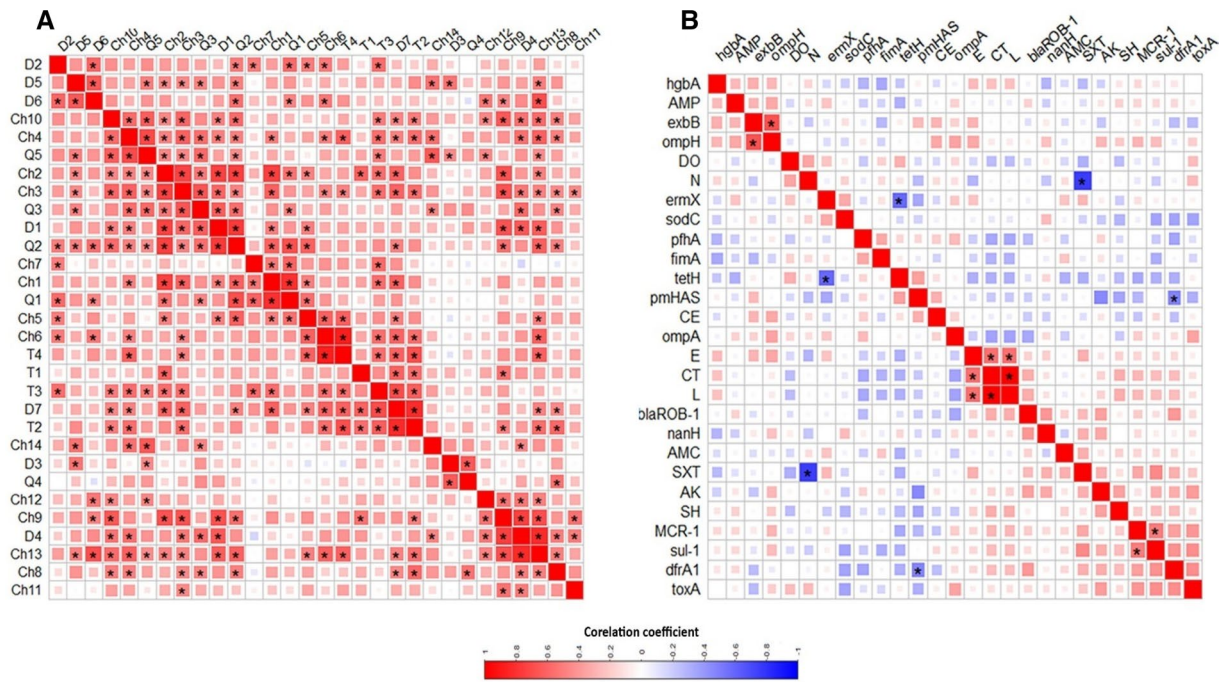 A
D2 D5 D6 Ch10 Ch4 Q5 Ch2 Ch3 Q3 D1 Q2 Ch7 Ch1 Q1 Ch5 Ch6 T4 T1 T3 D7 T2 Ch14 D3 Q4 Ch12 Ch9 D4 Ch13 Ch8 Ch11
D2
D5
D6
Ch10
Ch4
Q5
Ch2
Ch3
Q3
D1
Q2
Ch7
Ch1
Q1
Ch5
Ch6
T4
T1
T3
D7
T2
Ch14
D3
Q4
Ch12
Ch9
D4
Ch13
Ch8
Ch11
B
hgbA AMP exbB ompH DO N ermX sodC pfhA fimA tetH pmHAS CE ompA E CT L blaROB-1 nanH AMC SXT AK SH MCR-1 sul-1 dfrA1 toxA
hgbA
AMP
exbB
ompH
DO
N
ermX
sodC
pfhA
fimA
tetH
pmHAS
CE
ompA
E
CT
L
blaROB-1
nanH
AMC
SXT
AK
SH
MCR-1
sul-1
dfrA1
toxA
Corelation coefficient
1 0.8 0.6 0.4 0.2 0 -0.2 -0.4 -0.6 -0.8 -1